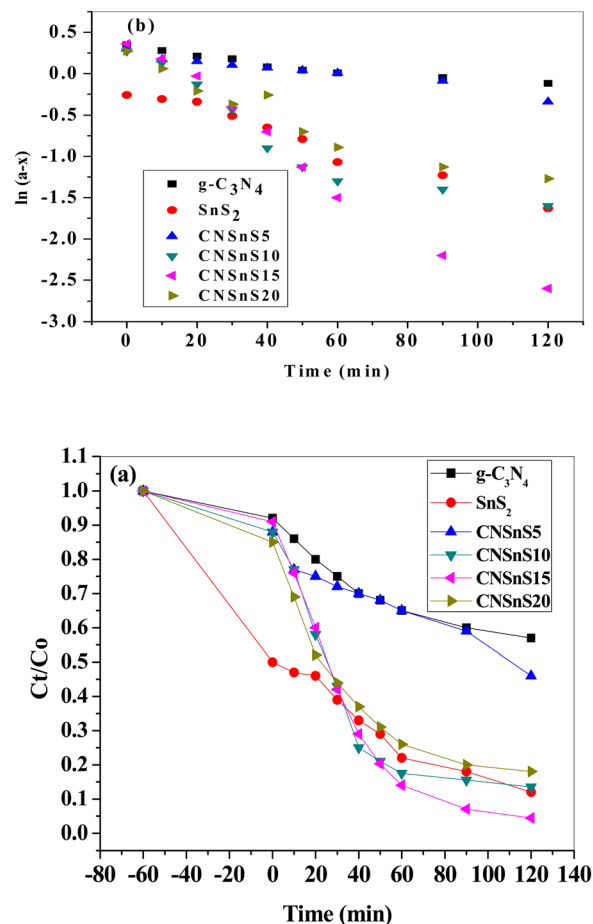 (b)
0.5
0.0
-0.5
-1.0
-1.5
-2.0
-2.5
-3.0
ln (a-x)
g-C3N4
SnS2
CNSnS5
CNSnS10
CNSnS15
CNSnS20
0 20 40 60 80 100 120
Time (min)
(a)
1.1
1.0
0.9
0.8
0.7
0.6
0.5
0.4
0.3
0.2
0.1
0.0
Ct/Co
g-C3N4
SnS2
CNSnS5
CNSnS10
CNSnS15
CNSnS20
-80 -60 -40 -20 0 20 40 60 80 100 120 140
Time (min)